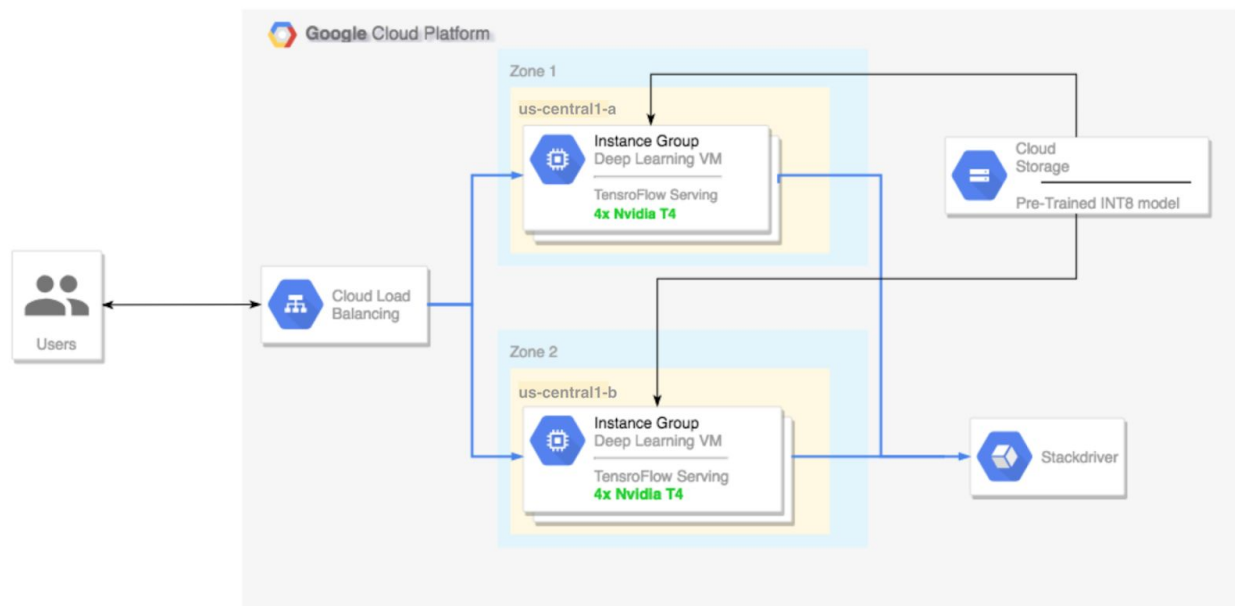 Google Cloud Platform
Zone 1
us-central1-a
Instance Group
Deep Learning VM
TensroFlow Serving
4x Nvidia T4
Cloud
Storage
Pre-Trained INT8 model
Users
Cloud Load
Balancing
Zone 2
us-central1-b
Instance Group
Deep Learning VM
TensroFlow Serving
4x Nvidia T4
Stackdriver